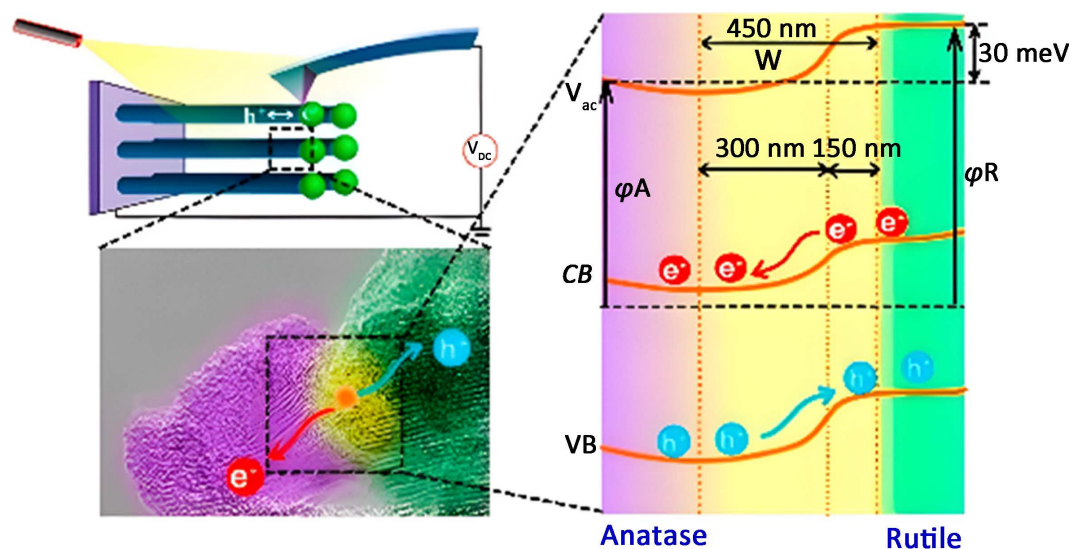 h⁺
V_DC
h⁺
e⁻
450 nm
W
30 meV
V_ac
300 nm 150 nm
φA
φR
e⁻ e⁻
CB
e⁻ e⁻
h⁺ h⁺
VB
h⁺ h⁺
Anatase
Rutile